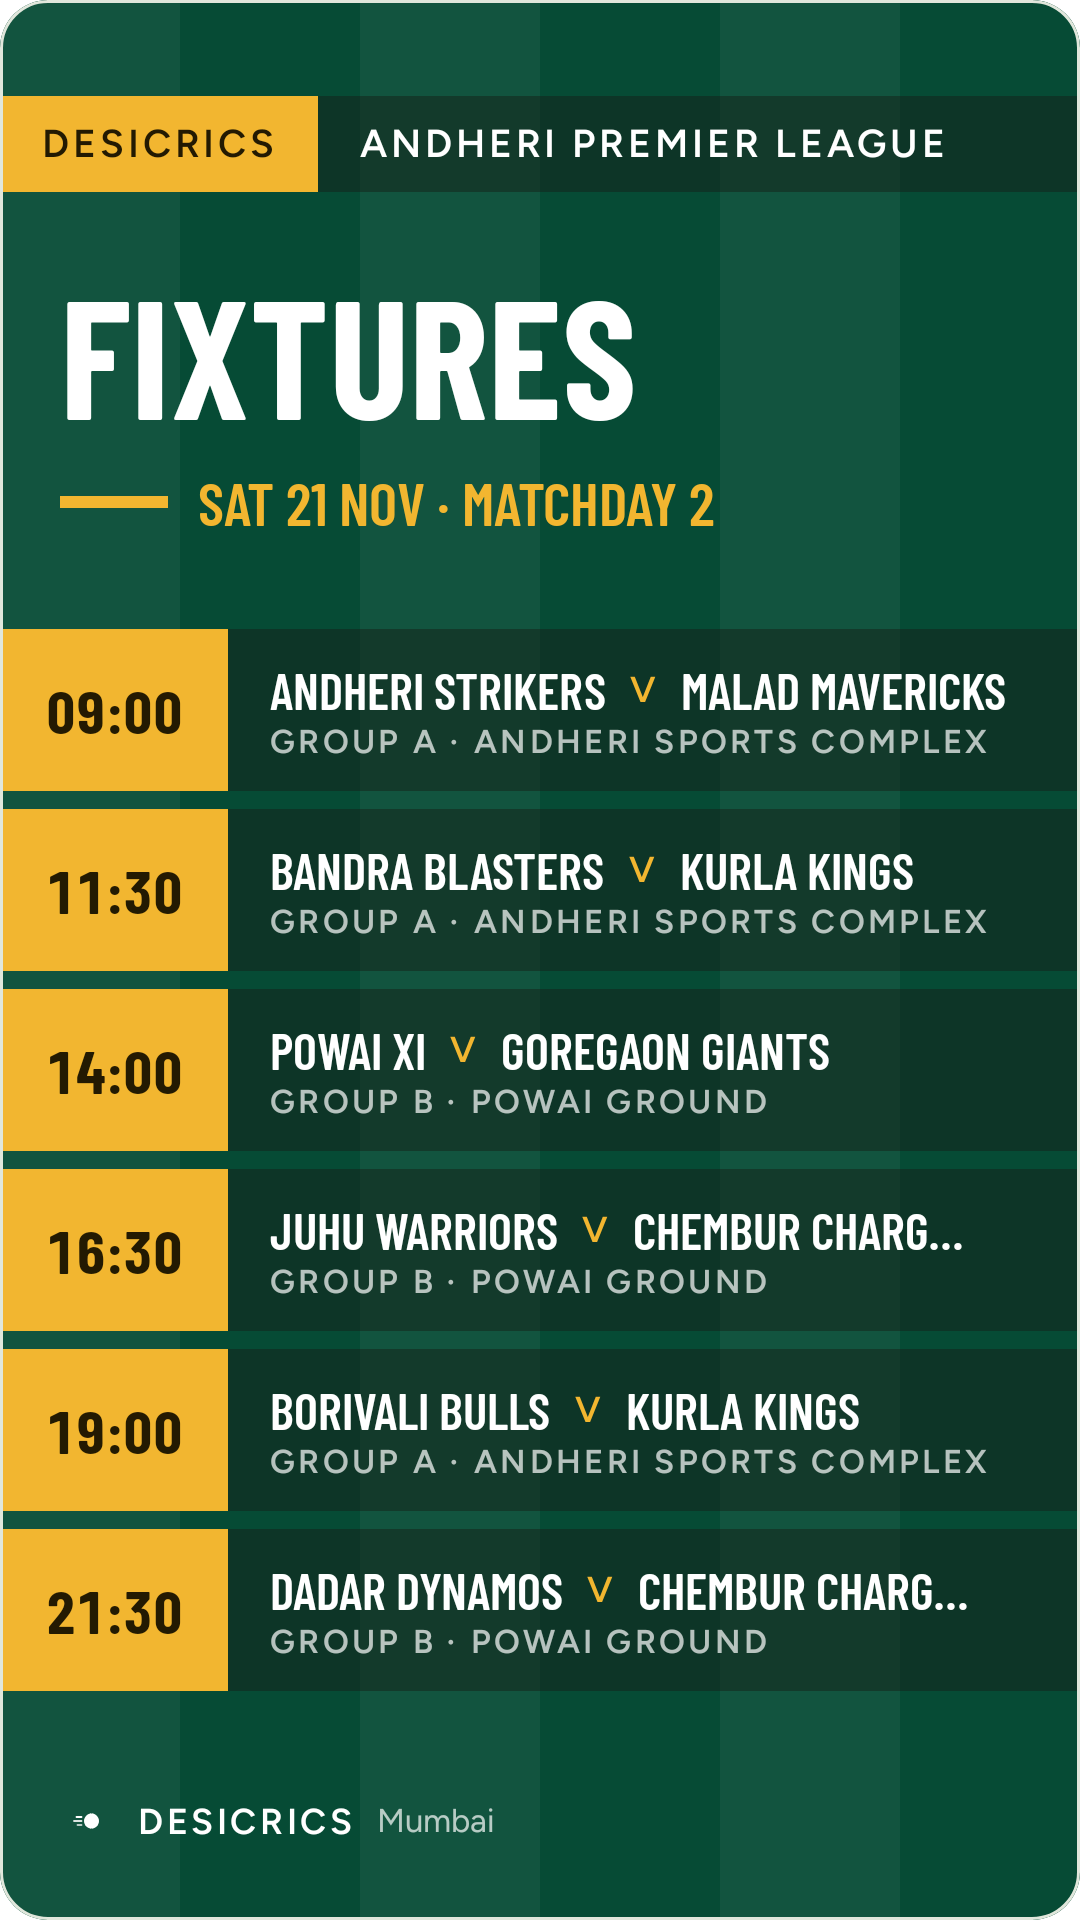 DESICRICS ANDHERI PREMIER LEAGUE
FIXTURES
SAT 21 NOV · MATCHDAY 2
09:00 ANDHERI STRIKERS V MALAD MAVERICKS
GROUP A · ANDHERI SPORTS COMPLEX
11:30 BANDRA BLASTERS V KURLA KINGS
GROUP A · ANDHERI SPORTS COMPLEX
14:00 POWAI XI V GOREGAON GIANTS
GROUP B · POWAI GROUND
16:30 JUHU WARRIORS V CHEMBUR CHARG...
GROUP B · POWAI GROUND
19:00 BORIVALI BULLS V KURLA KINGS
GROUP A · ANDHERI SPORTS COMPLEX
21:30 DADAR DYNAMOS V CHEMBUR CHARG...
GROUP B · POWAI GROUND
DESICRICS Mumbai